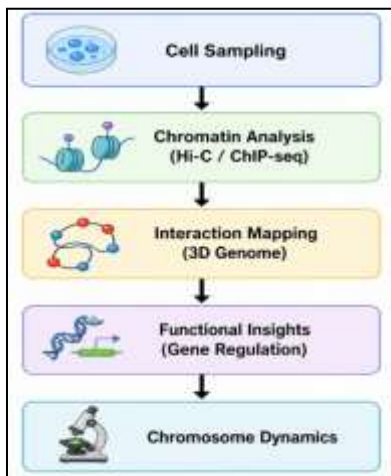 Cell Sampling
Chromatin Analysis
(Hi-C / ChIP-seq)
Interaction Mapping
(3D Genome)
Functional Insights
(Gene Regulation)
Chromosome Dynamics